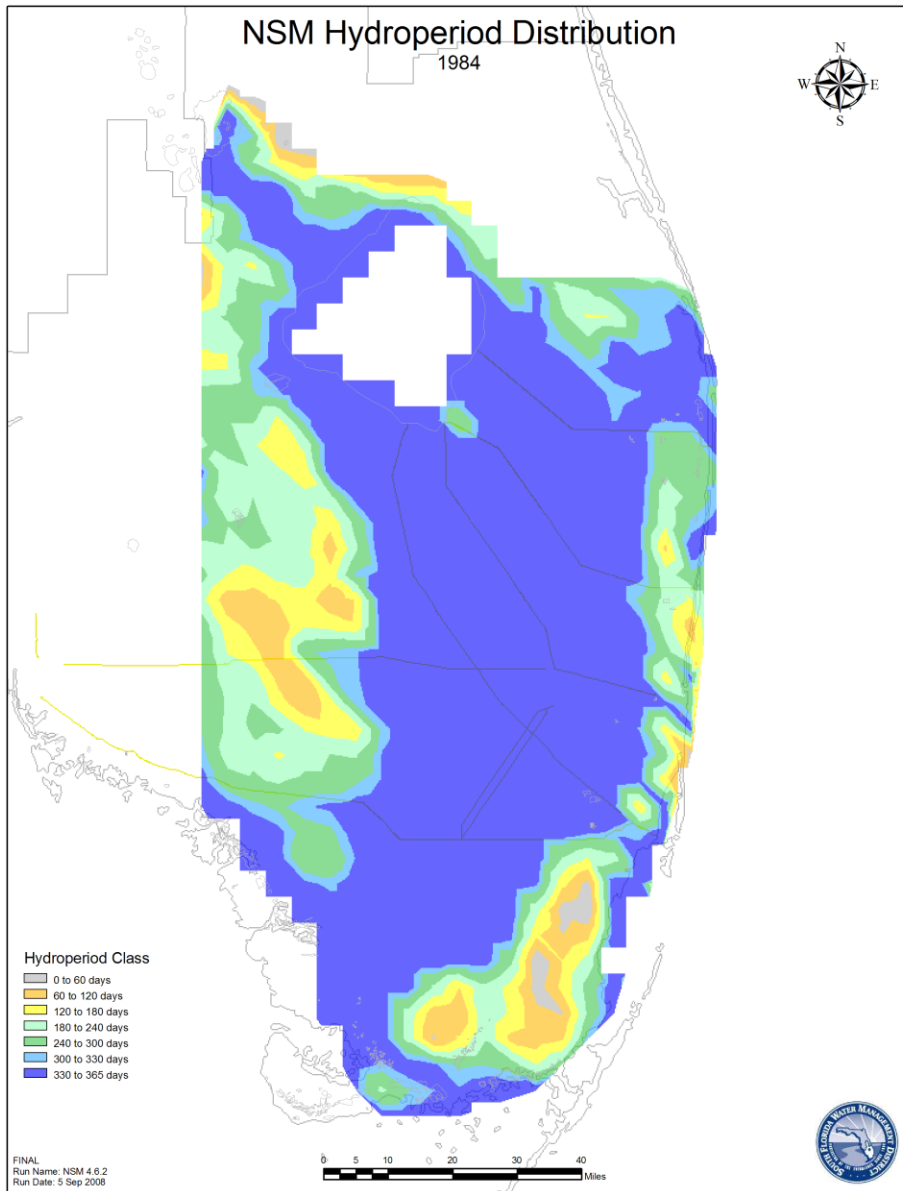 NSM Hydroperiod Distribution
1984
N
W E
S
Hydroperiod Class
0 to 60 days
60 to 120 days
120 to 180 days
180 to 240 days
240 to 300 days
300 to 330 days
330 to 365 days
FINAL
Run Name: NSM 4.6.2
Run Date: 5 Sep 2008
0 5 10 20 30 40
Miles
SOUTH FLORIDA WATER MANAGEMENT DISTRICT